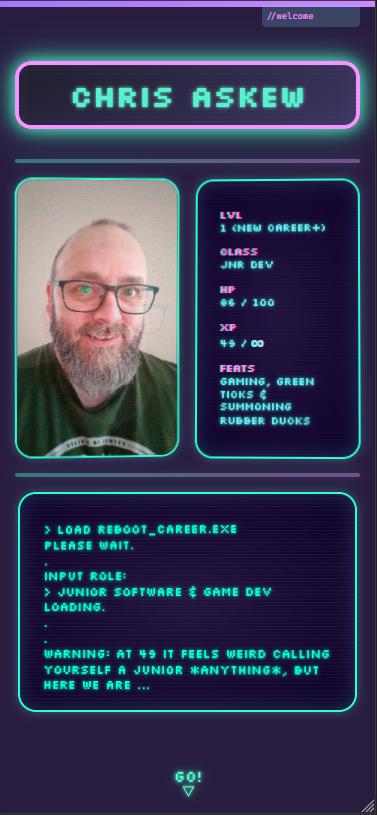 //welcome
CHRIS ASKEW
LVL
1 (NEW CAREER+)
CLASS
JNR DEV
HP
86 / 100
XP
49 / ∞
FEATS
GAMING, GREEN
TICKS &
SUMMONING
RUBBER DUCKS
> LOAD REBOOT_CAREER.EXE
PLEASE WAIT.
.
INPUT ROLE:
> JUNIOR SOFTWARE & GAME DEV
LOADING.
.
.
WARNING: AT 49 IT FEELS WEIRD CALLING
YOURSELF A JUNIOR *ANYTHING*, BUT
HERE WE ARE ...
GO!